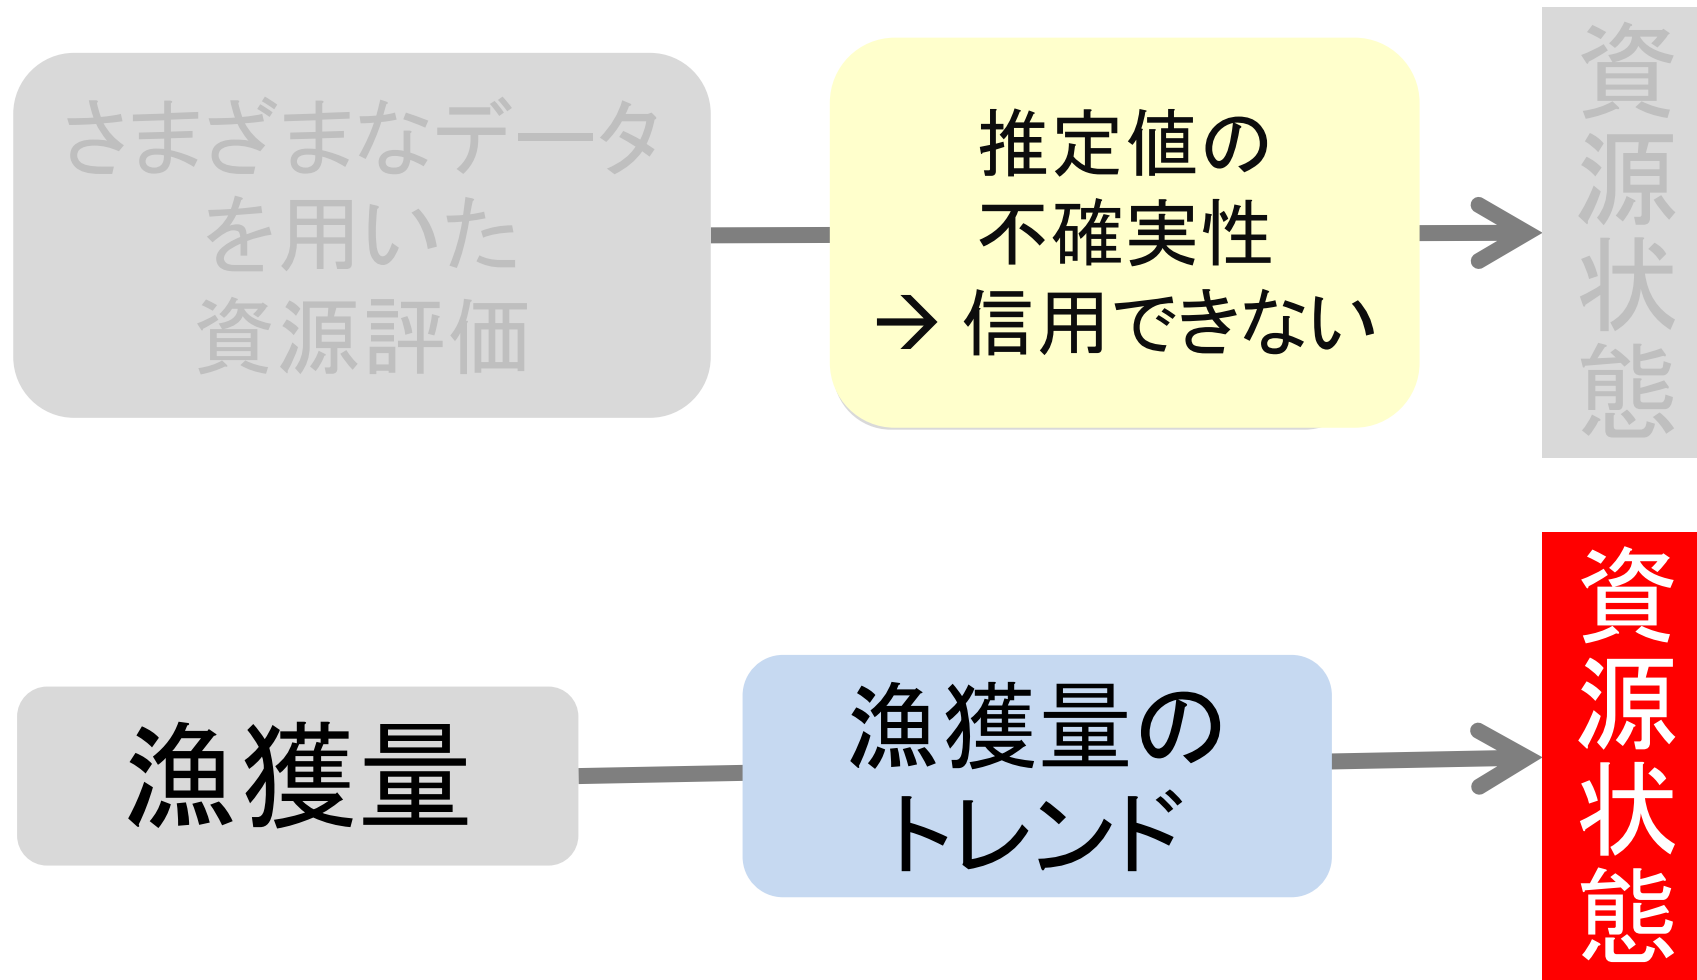 さまざまなデータ
を用いた
資源評価
推定値の
不確実性
→ 信用できない
資源状態
漁獲量
漁獲量の
トレンド
資源状態